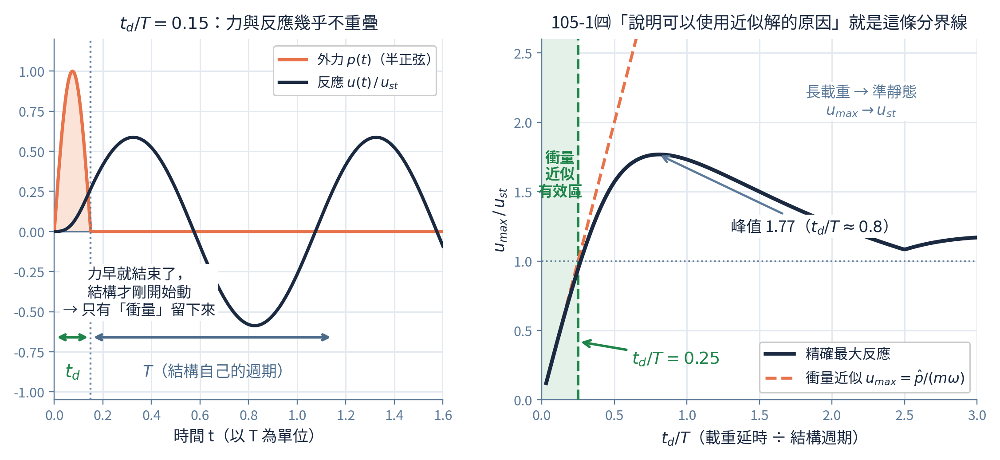 t_d/T = 0.15：力與反應幾乎不重疊
外力 p(t)（半正弦）
反應 u(t) / u_st
1.00
0.75
0.50
0.25
0.00
-0.25
-0.50
-0.75
-1.00
力早就結束了，
結構才剛開始動
→ 只有「衝量」留下來
t_d
T（結構自己的週期）
0.0 0.2 0.4 0.6 0.8 1.0 1.2 1.4 1.6
時間 t（以 T 為單位）
105-1㈣「說明可以使用近似解的原因」就是這條分界線
u_max / u_st
2.5
2.0
1.5
1.0
0.5
0.0
長載重 → 準靜態
u_max → u_st
衝量
近似
有效區
峰值 1.77（t_d/T ≈ 0.8）
t_d/T = 0.25
精確最大反應
衝量近似 u_max = p̂/(mω)
0.0 0.5 1.0 1.5 2.0 2.5 3.0
t_d/T（載重延時 ÷ 結構週期）